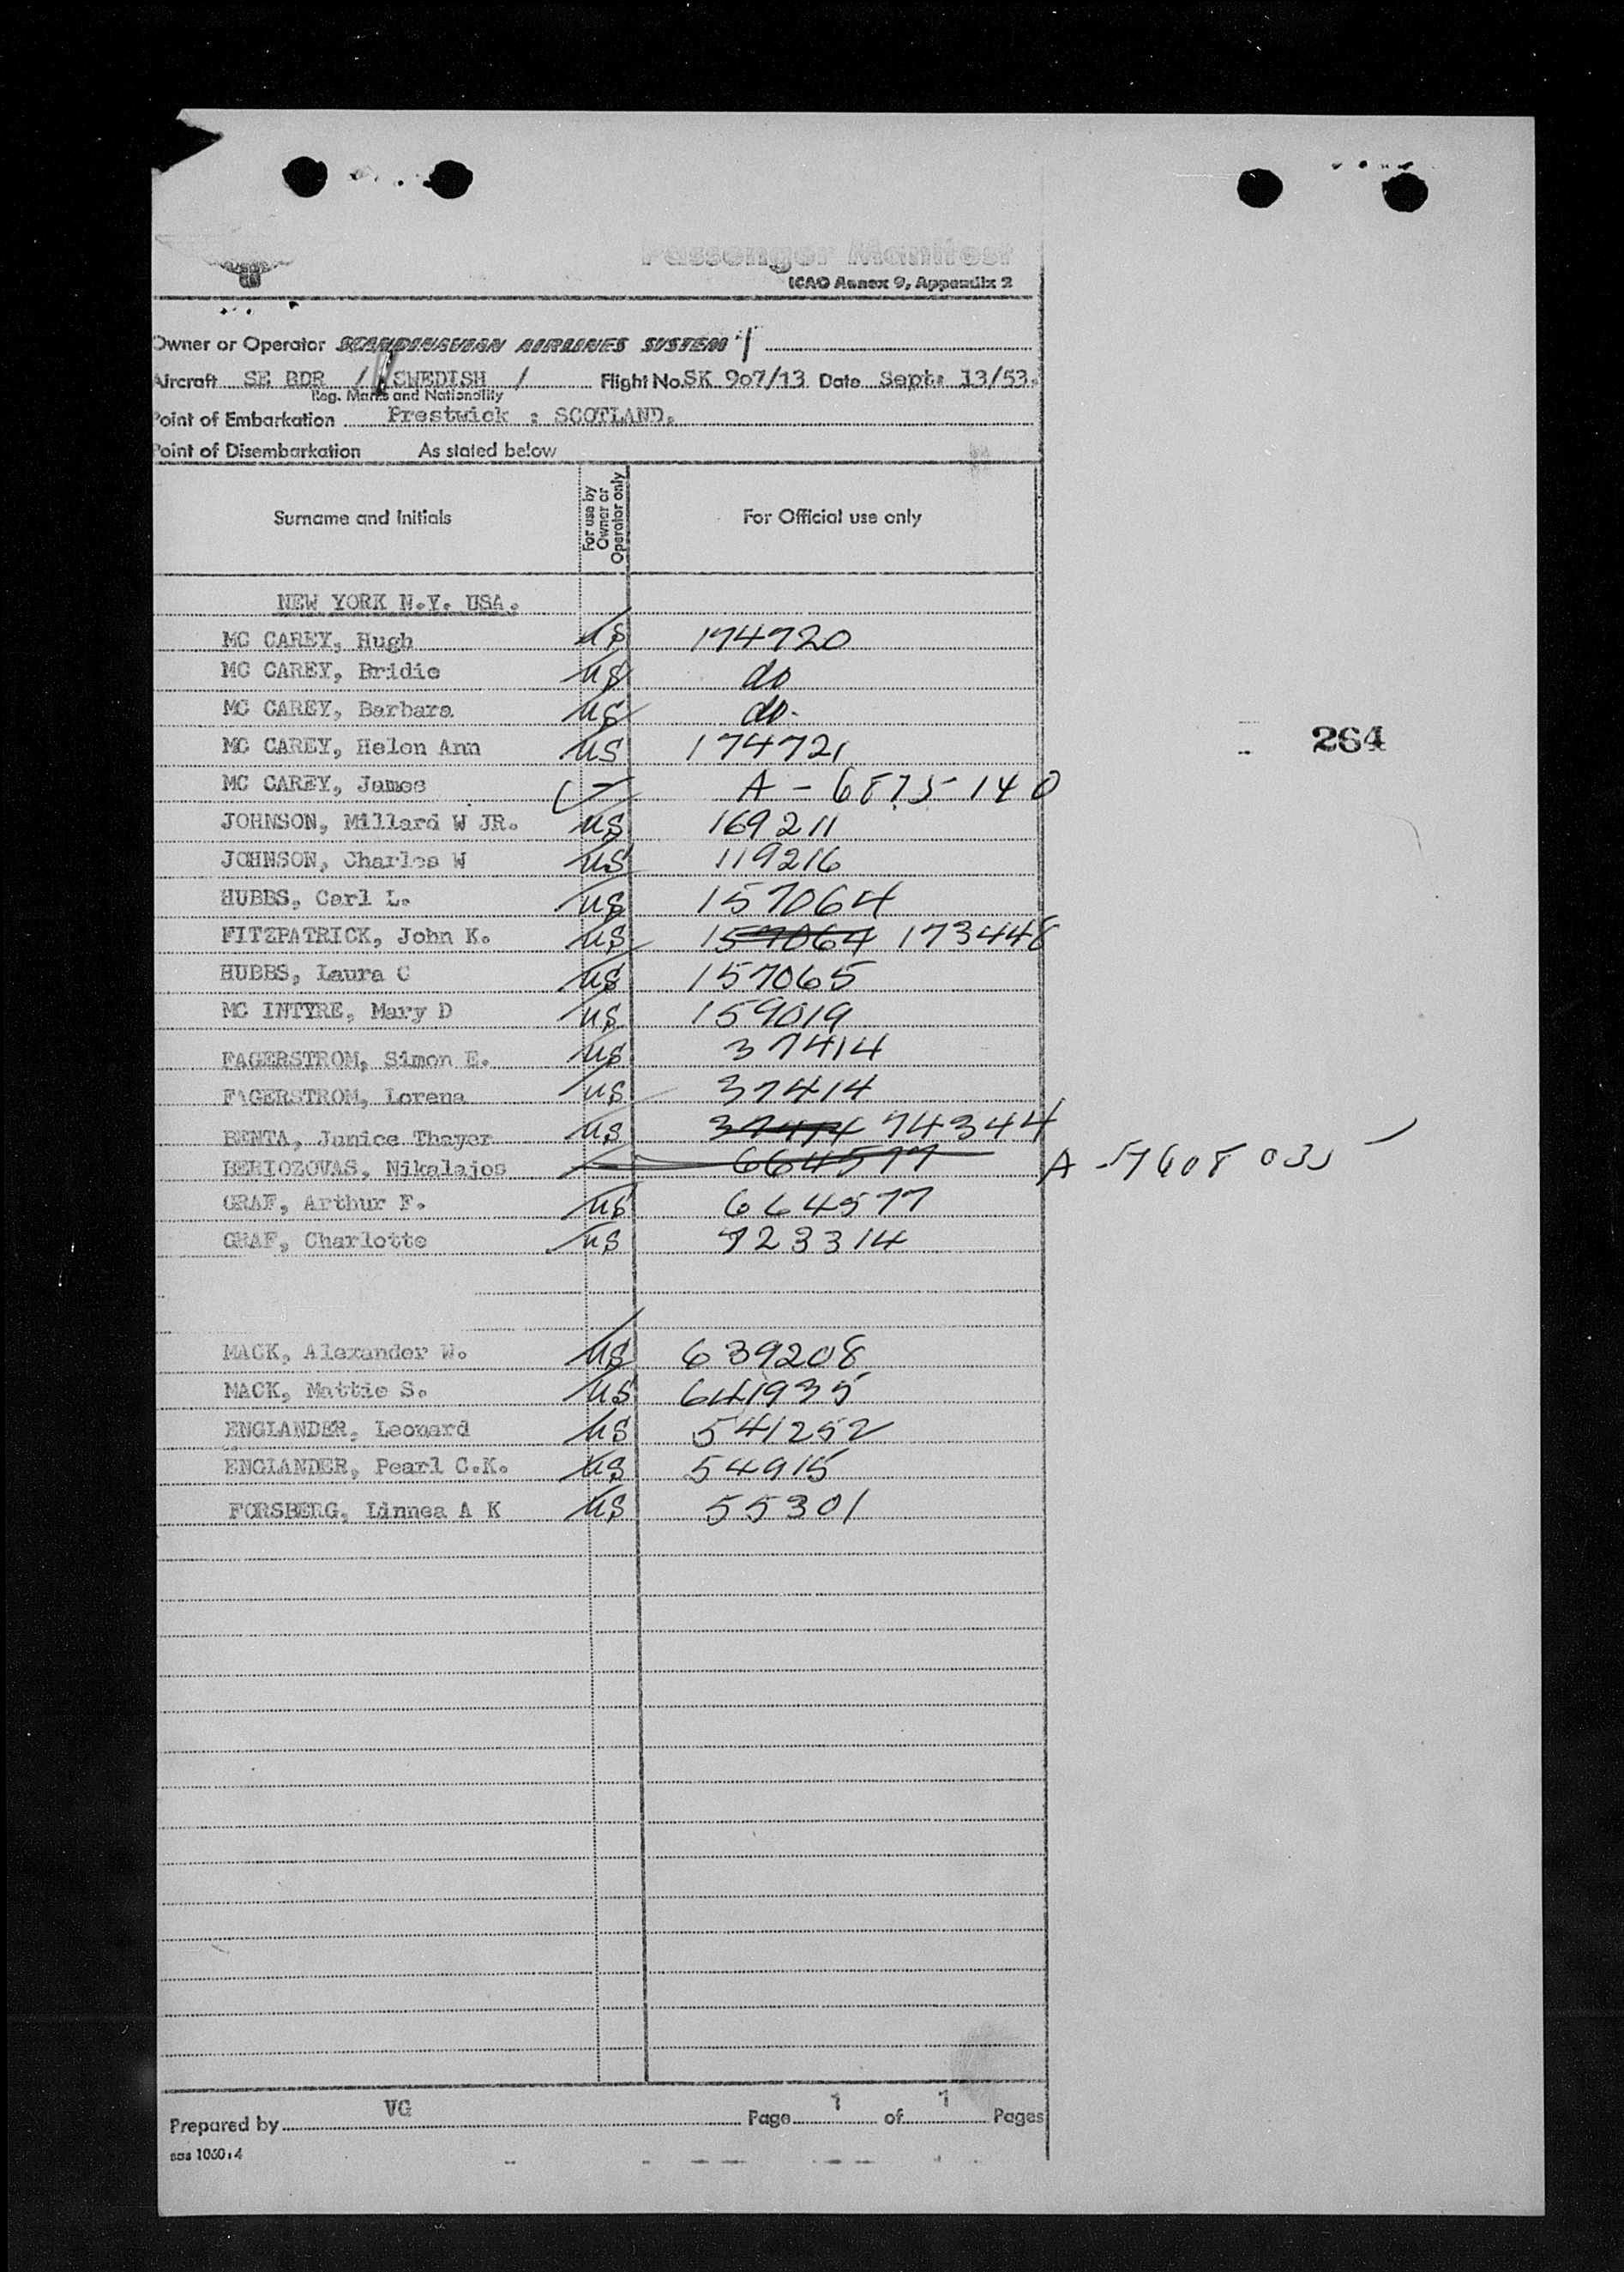 Passenger Manifest
ICAO Annex 9, Appendix 2
Owner or Operator SCANDINAVIAN AIRLINES SYSTEM
Aircraft SE BDR / SWEDISH / Flight No. SK 907/13 Date Sept. 13/53.
Reg. Marks and Nationality
Point of Embarkation Prestwick : SCOTLAND.
Point of Disembarkation As stated below
Surname and Initials
For use by Owner or Operator only
For Official use only
NEW YORK N.Y. USA.
MC CAREY, Hugh US 174720
MC CAREY, Bridie US do
MC CAREY, Barbara US do-
264
MC CAREY, Helen Ann US 174721
MC CAREY, James A - 6875 140
JOHNSON, Millard W JR. US 169211
JOHNSON, Charles W US 119216
HUBBS, Carl L. US 157064
FITZPATRICK, John K. US 157064 173448
HUBBS, Laura C US 157065
MC INTYRE, Mary D US 159019
FAGERSTROM, Simon E. US 37414
FAGERSTROM, Lorena US 37414
BENTA, Janice Thayer US 37414 74344
BERIOZOVAS, Nikalajos 664577 A -
GRAF, Arthur F. US 664577
GRAF, Charlotte US 723314
MACK, Alexander W. US 639208
MACK, Mattie S. US 641935
ENGLANDER, Leonard US 541252
ENGLANDER, Pearl C.K. US 54915
FORSBERG, Linnea A K US 55301
Prepared by VG Page 1 of 1 Pages
sas 1060:4